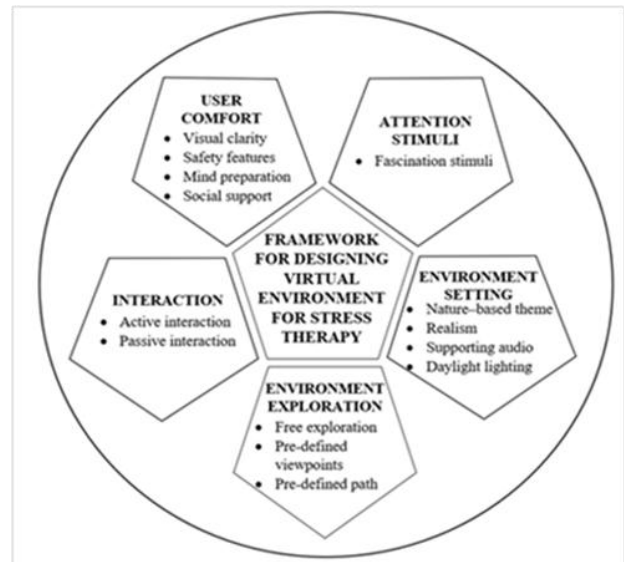 USER
COMFORT
• Visual clarity
• Safety features
• Mind preparation
• Social support
ATTENTION
STIMULI
• Fascination stimuli
FRAMEWORK
FOR DESIGNING
VIRTUAL
ENVIRONMENT
FOR STRESS
THERAPY
INTERACTION
• Active interaction
• Passive interaction
ENVIRONMENT
SETTING
• Nature–based theme
• Realism
• Supporting audio
• Daylight lighting
ENVIRONMENT
EXPLORATION
• Free exploration
• Pre-defined
viewpoints
• Pre-defined path